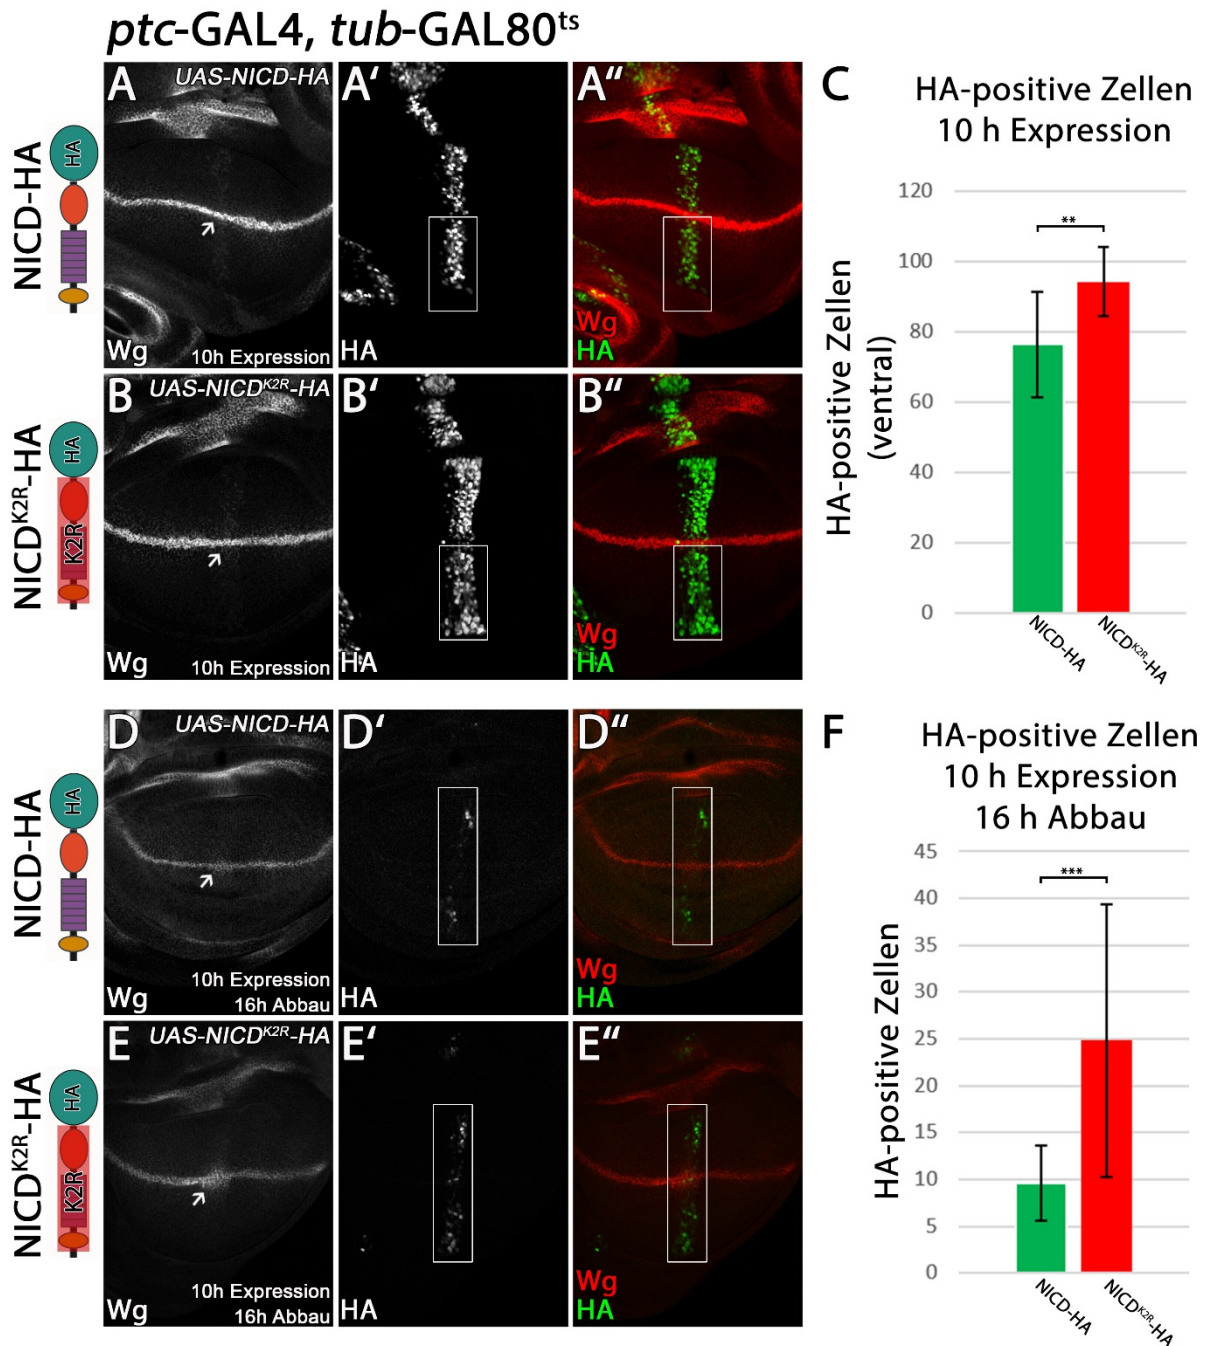 ptc-GAL4, tub-GAL80ts
NICD-HA
HA
A
UAS-NICD-HA
Wg
10h Expression
A'
HA
A"
Wg
HA
C
HA-positive Zellen
10 h Expression
HA-positive Zellen
(ventral)
120
100
80
60
40
20
0
**
NICD-HA
NICDK2R-HA
NICDK2R-HA
HA
K2R
B
UAS-NICDK2R-HA
Wg
10h Expression
B'
HA
B"
Wg
HA
NICD-HA
HA
D
UAS-NICD-HA
10h Expression
Wg
16h Abbau
D'
HA
D"
Wg
HA
F
HA-positive Zellen
10 h Expression
16 h Abbau
HA-positive Zellen
45
40
35
30
25
20
15
10
5
0
***
NICD-HA
NICDK2R-HA
NICDK2R-HA
HA
K2R
E
UAS-NICDK2R-HA
10h Expression
Wg
16h Abbau
E'
HA
E"
Wg
HA